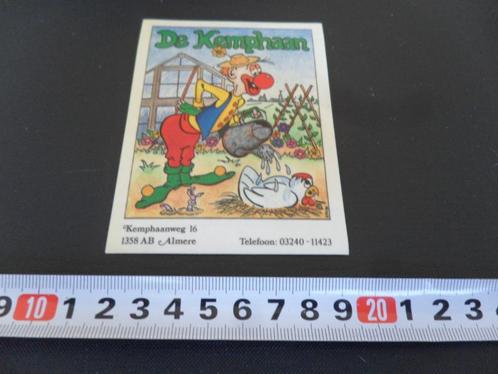 De Kemphaan
Kemphaanweg 16
1358 AB Almere Telefoon: 03240-11423
9 10 1 2 3 4 5 6 7 8 9 20 1 2 3